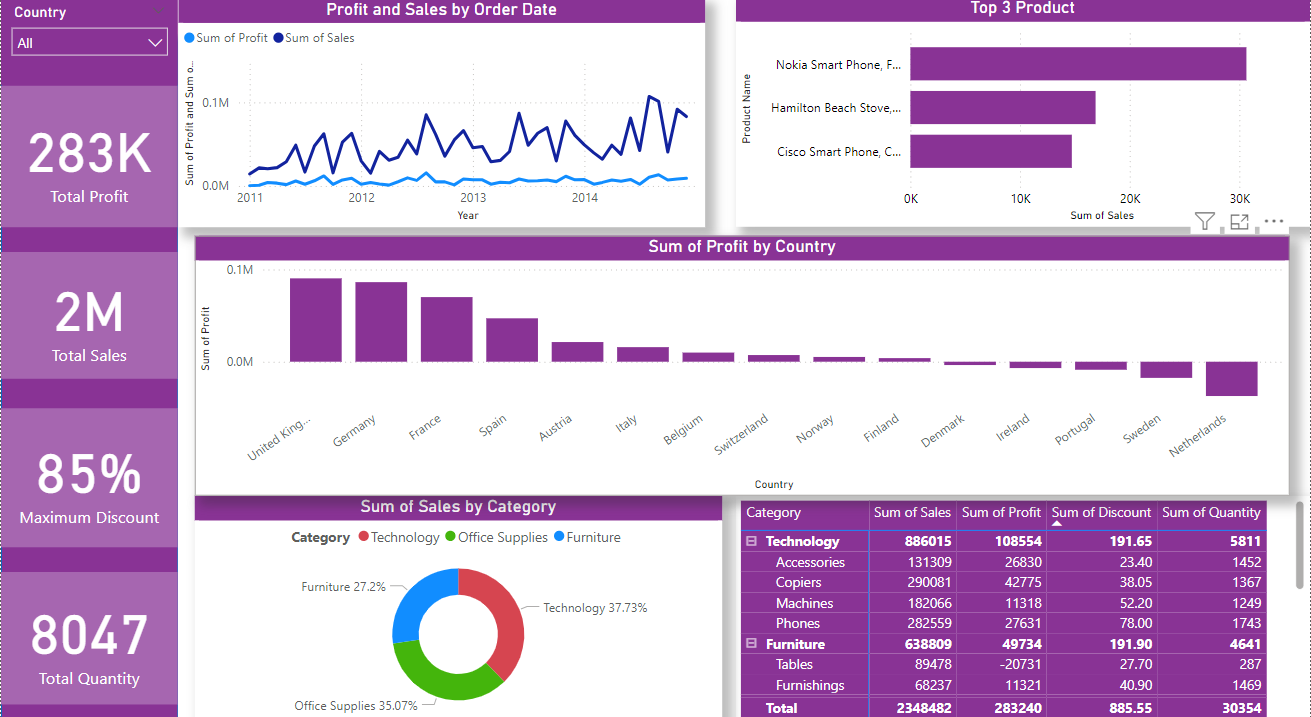 Country
All
283K
Total Profit
2M
Total Sales
85%
Maximum Discount
8047
Total Quantity
Profit and Sales by Order Date
Sum of Profit Sum of Sales
Sum of Profit and Sum o...
0.1M
0.0M
2011 2012 2013 2014
Year
Top 3 Product
Product Name
Nokia Smart Phone, F...
Hamilton Beach Stove,...
Cisco Smart Phone, C...
0K 10K 20K 30K
Sum of Sales
Sum of Profit by Country
Sum of Profit
0.1M
0.0M
United King... Germany France Spain Austria Italy Belgium Switzerland Norway Finland Denmark Ireland Portugal Sweden Netherlands
Country
Sum of Sales by Category
Category Technology Office Supplies Furniture
Furniture 27.2%
Technology 37.73%
Office Supplies 35.07%
Category Sum of Sales Sum of Profit Sum of Discount Sum of Quantity
Technology 886015 108554 191.65 5811
Accessories 131309 26830 23.40 1452
Copiers 290081 42775 38.05 1367
Machines 182066 11318 52.20 1249
Phones 282559 27631 78.00 1743
Furniture 638809 49734 191.90 4641
Tables 89478 -20731 27.70 287
Furnishings 68237 11321 40.90 1469
Total 2348482 283240 885.55 30354